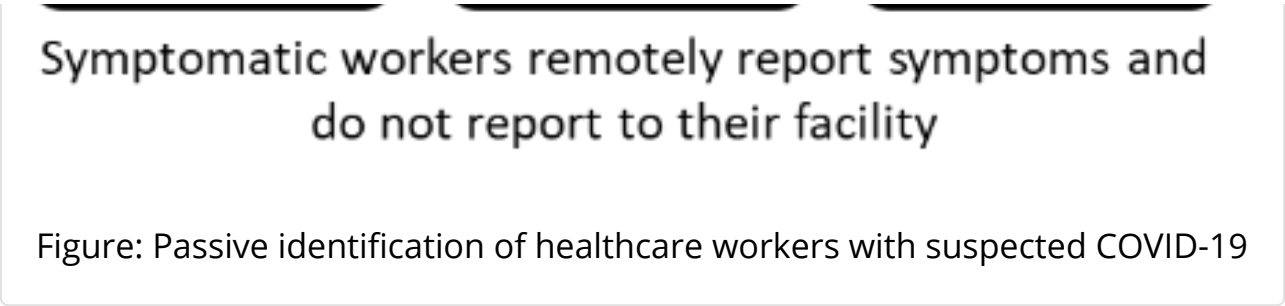 Symptomatic workers remotely report symptoms and
do not report to their facility
Figure: Passive identification of healthcare workers with suspected COVID-19